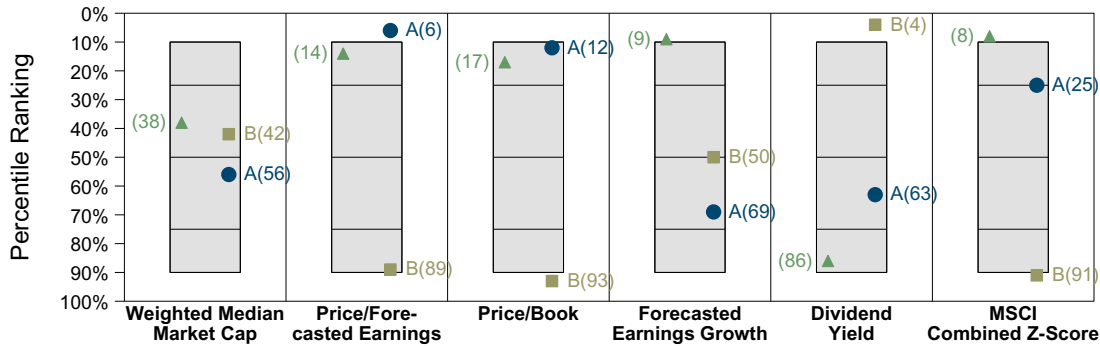 Percentile Ranking
0%
10%
20%
30%
40%
50%
60%
70%
80%
90%
100%
(38)
B(42)
A(56)
(14)
A(6)
B(89)
(17)
A(12)
B(93)
(9)
B(50)
A(69)
B(4)
A(63)
(86)
(8)
A(25)
B(91)
Weighted Median
Market Cap
Price/Fore-
casted Earnings
Price/Book
Forecasted
Earnings Growth
Dividend
Yield
MSCI
Combined Z-Score